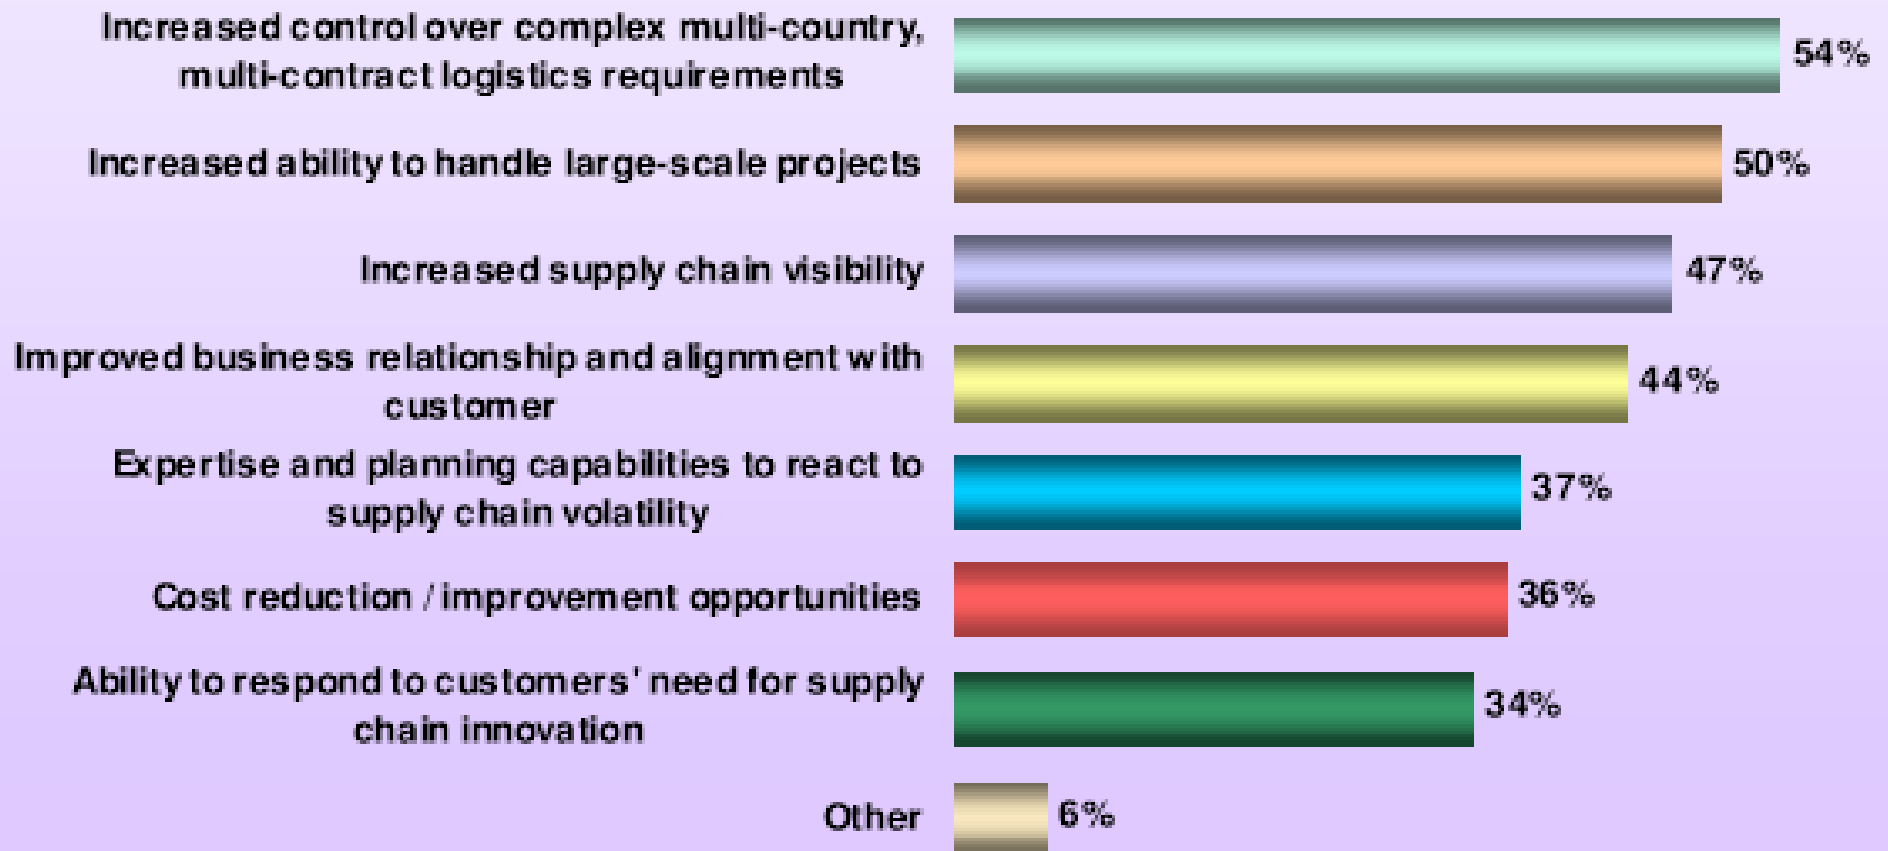 Increased control over complex multi-country,
multi-contract logistics requirements
54%
Increased ability to handle large-scale projects
50%
Increased supply chain visibility
47%
Improved business relationship and alignment with
customer
44%
Expertise and planning capabilities to react to
supply chain volatility
37%
Cost reduction / improvement opportunities
36%
Ability to respond to customers' need for supply
chain innovation
34%
Other
6%